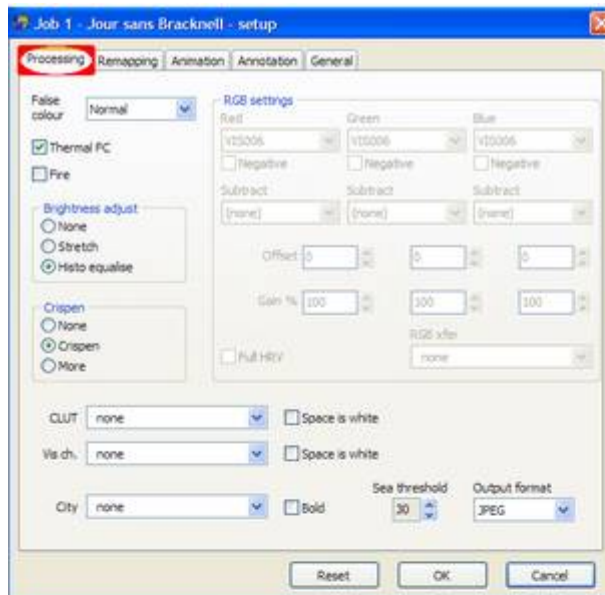 Job 1 - Jour sans Bracknell - setup
Processing Remapping Animation Annotation General
False colour Normal
Thermal FC
Fire
Brightness adjust
None
Stretch
Histo equalise
Crispen
None
Crispen
More
RGB settings
Red Green Blue
VIS006 VIS006 VIS006
Negative Negative Negative
Subtract Subtract Subtract
(none) (none) (none)
Offset 0 0 0
Gain % 100 100 100
RGB xfer
Full HRV none
CLUT none Space is white
Vis ch. none Space is white
Sea threshold Output format
City none Bold 30 JPEG
Reset OK Cancel